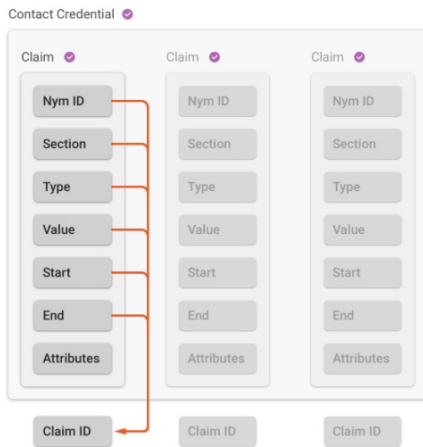 Contact Credential
Claim Claim Claim
Nym ID Nym ID Nym ID
Section Section Section
Type Type Type
Value Value Value
Start Start Start
End End End
Attributes Attributes Attributes
Claim ID Claim ID Claim ID